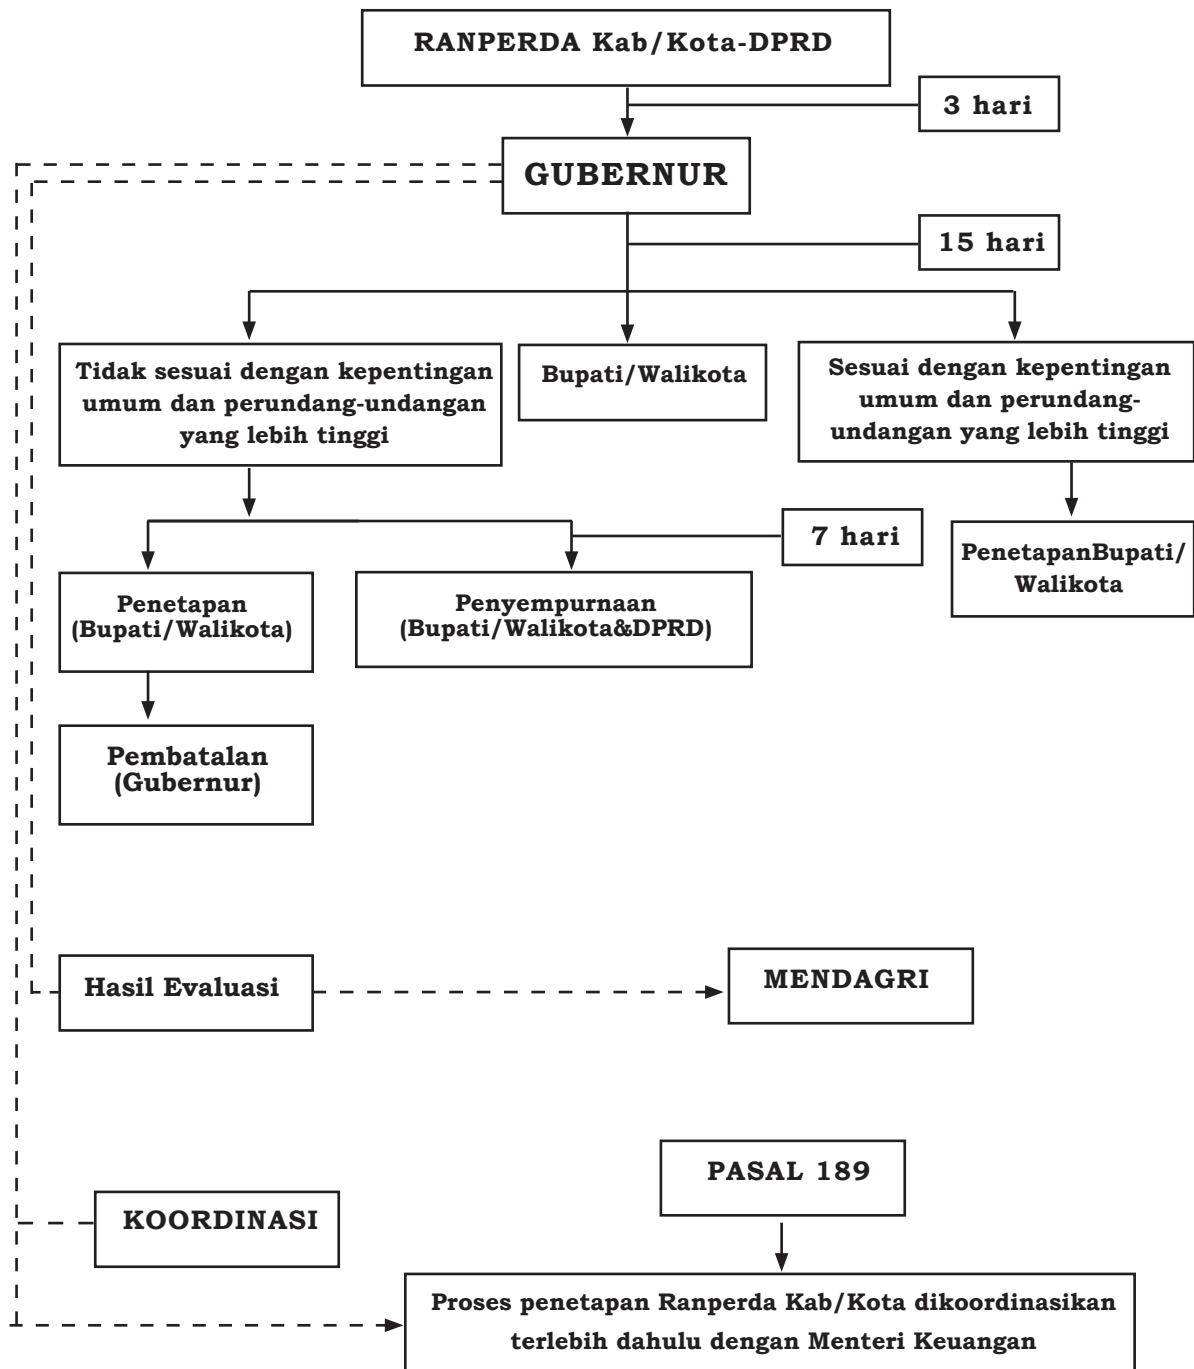 RANPERDA Kab/Kota-DPRD
3 hari
GUBERNUR
15 hari
Tidak sesuai dengan kepentingan
umum dan perundang-undangan
yang lebih tinggi
Bupati/Walikota
Sesuai dengan kepentingan
umum dan perundang-
undangan yang lebih tinggi
7 hari
Penetapan
(Bupati/Walikota)
Penyempurnaan
(Bupati/Walikota&DPRD)
PenetapanBupati/
Walikota
Pembatalan
(Gubernur)
Hasil Evaluasi
MENDAGRI
PASAL 189
KOORDINASI
Proses penetapan Ranperda Kab/Kota dikoordinasikan
terlebih dahulu dengan Menteri Keuangan